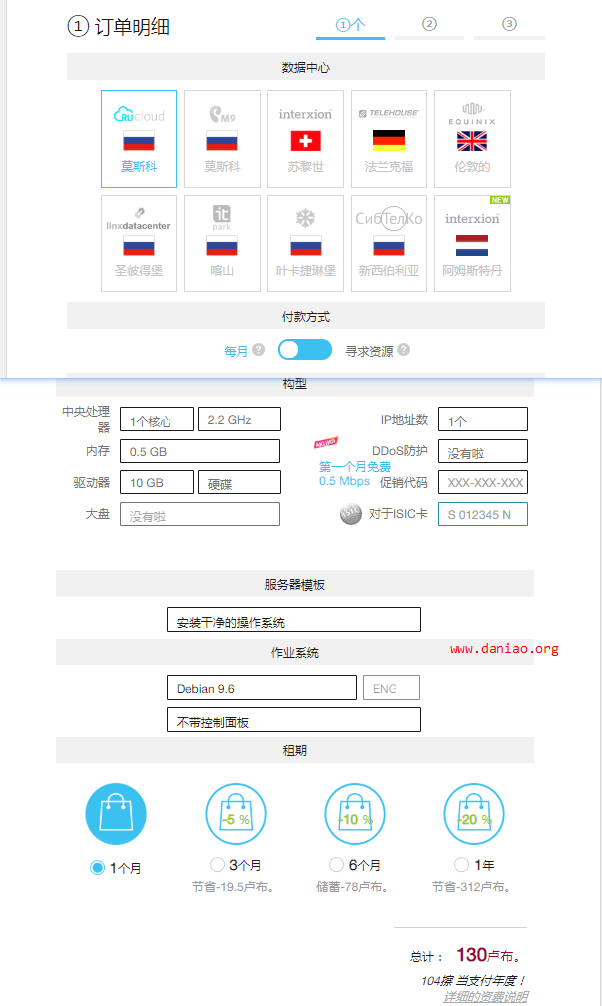 ① 订单明细
①个 ② ③
数据中心
RUcloud M9 interxion TELEHOUSE EQUINIX
莫斯科 莫斯科 苏黎世 法兰克福 伦敦的
NEW
linxdatacenter it park СибТелКо interxion
圣彼得堡 喀山 叶卡捷琳堡 新西伯利亚 阿姆斯特丹
付款方式
每月 ? 寻求资源 ?
构型
中央处理器 1个核心 2.2 GHz IP地址数 1个
内存 0.5 GB DDoS防护 没有啦
第一个月免费
驱动器 10 GB 硬碟 0.5 Mbps 促销代码 XXX-XXX-XXX
大盘 没有啦 ISIC 对于ISIC卡 S 012345 N
服务器模板
安装干净的操作系统
作业系统 www.daniao.org
Debian 9.6 ENG
不带控制面板
租期
-5 % -10 % -20 %
1个月 3个月 6个月 1年
节省-19.5卢布。 储蓄-78卢布。 节省-312卢布。
总计： 130卢布。
104擦 当支付年度！
详细的资费说明